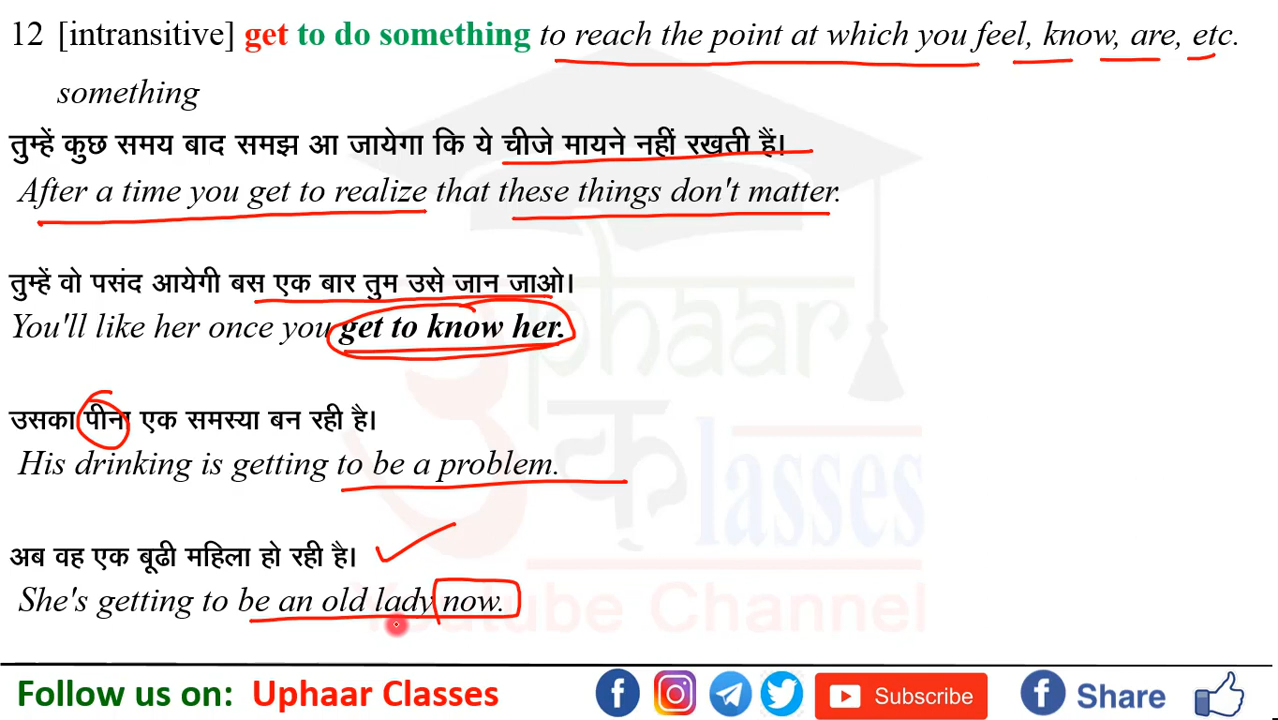 12 [intransitive] get to do something to reach the point at which you feel, know, are, etc.
something
तुम्हें कुछ समय बाद समझ आ जायेगा कि ये चीजे मायने नहीं रखती हैं।
After a time you get to realize that these things don't matter.
तुम्हें वो पसंद आयेगी बस एक बार तुम उसे जान जाओ।
You'll like her once you get to know her.
उसका पीना एक समस्या बन रही है।
His drinking is getting to be a problem.
अब वह एक बूढी महिला हो रही है।
She's getting to be an old lady now.
उphaar
कlasses
Youtube Channel
Follow us on: Uphaar Classes
Subscribe
Share